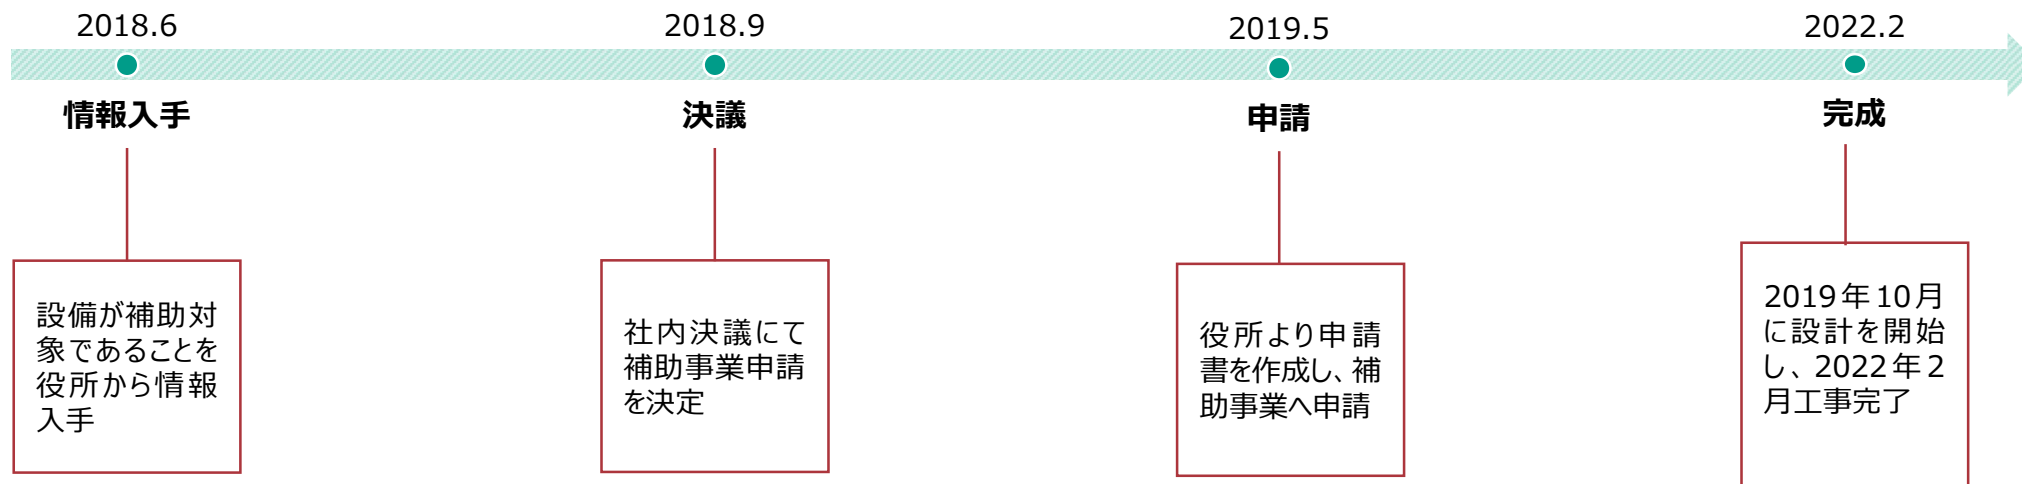 2018.6
2018.9
2019.5
2022.2
情報入手
決議
申請
完成
設備が補助対
象であることを
役所から情報
入手
社内決議にて
補助事業申請
を決定
役所より申請
書を作成し、補
助事業へ申請
2019年10月
に設計を開始
し、2022年2
月工事完了